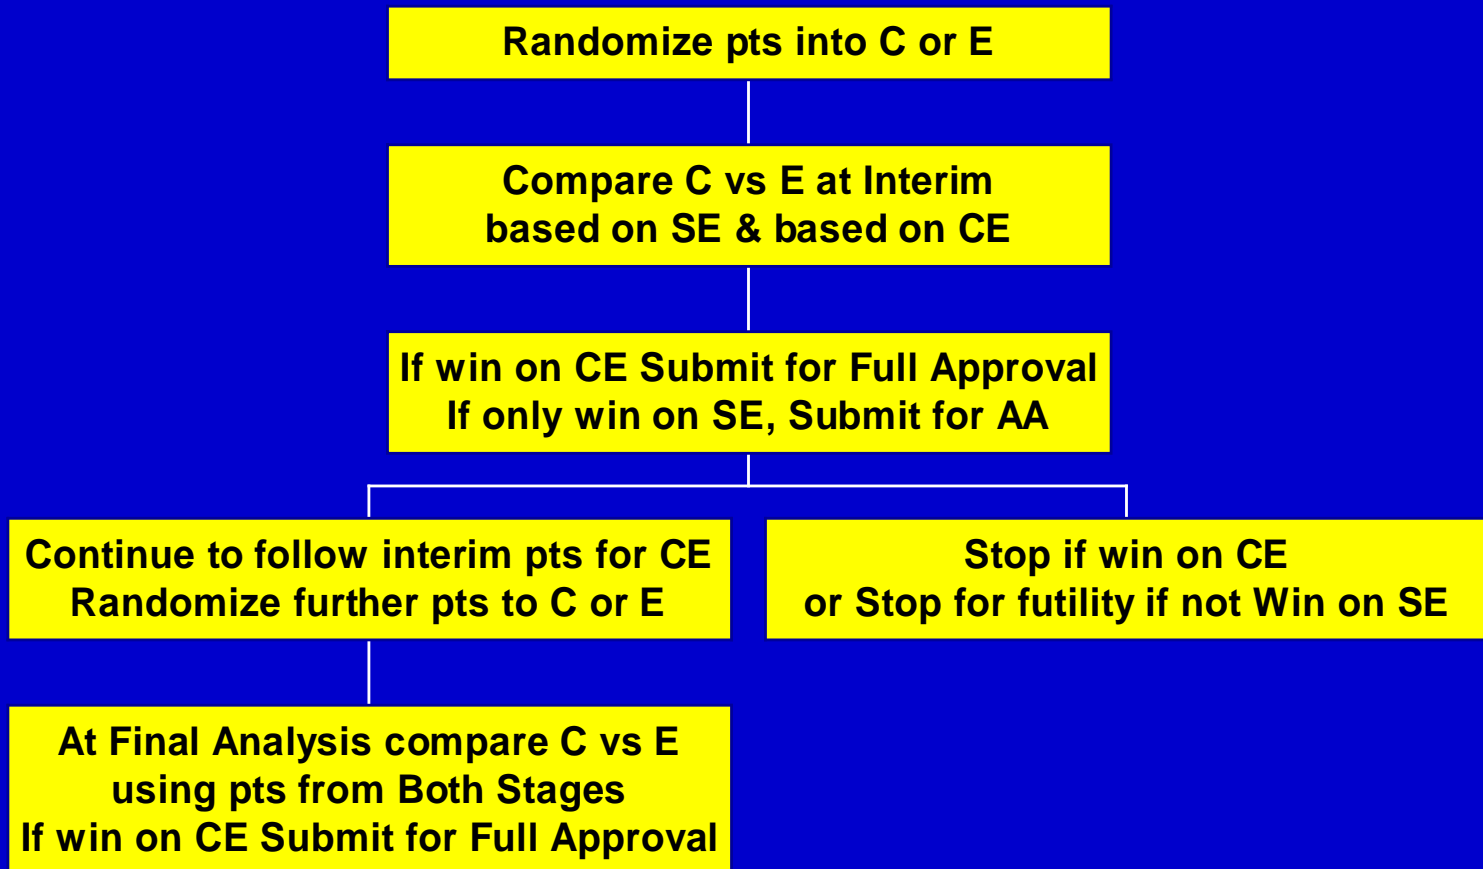 Randomize pts into C or E
Compare C vs E at Interim
based on SE & based on CE
If win on CE Submit for Full Approval
If only win on SE, Submit for AA
Continue to follow interim pts for CE
Randomize further pts to C or E
Stop if win on CE
or Stop for futility if not Win on SE
At Final Analysis compare C vs E
using pts from Both Stages
If win on CE Submit for Full Approval